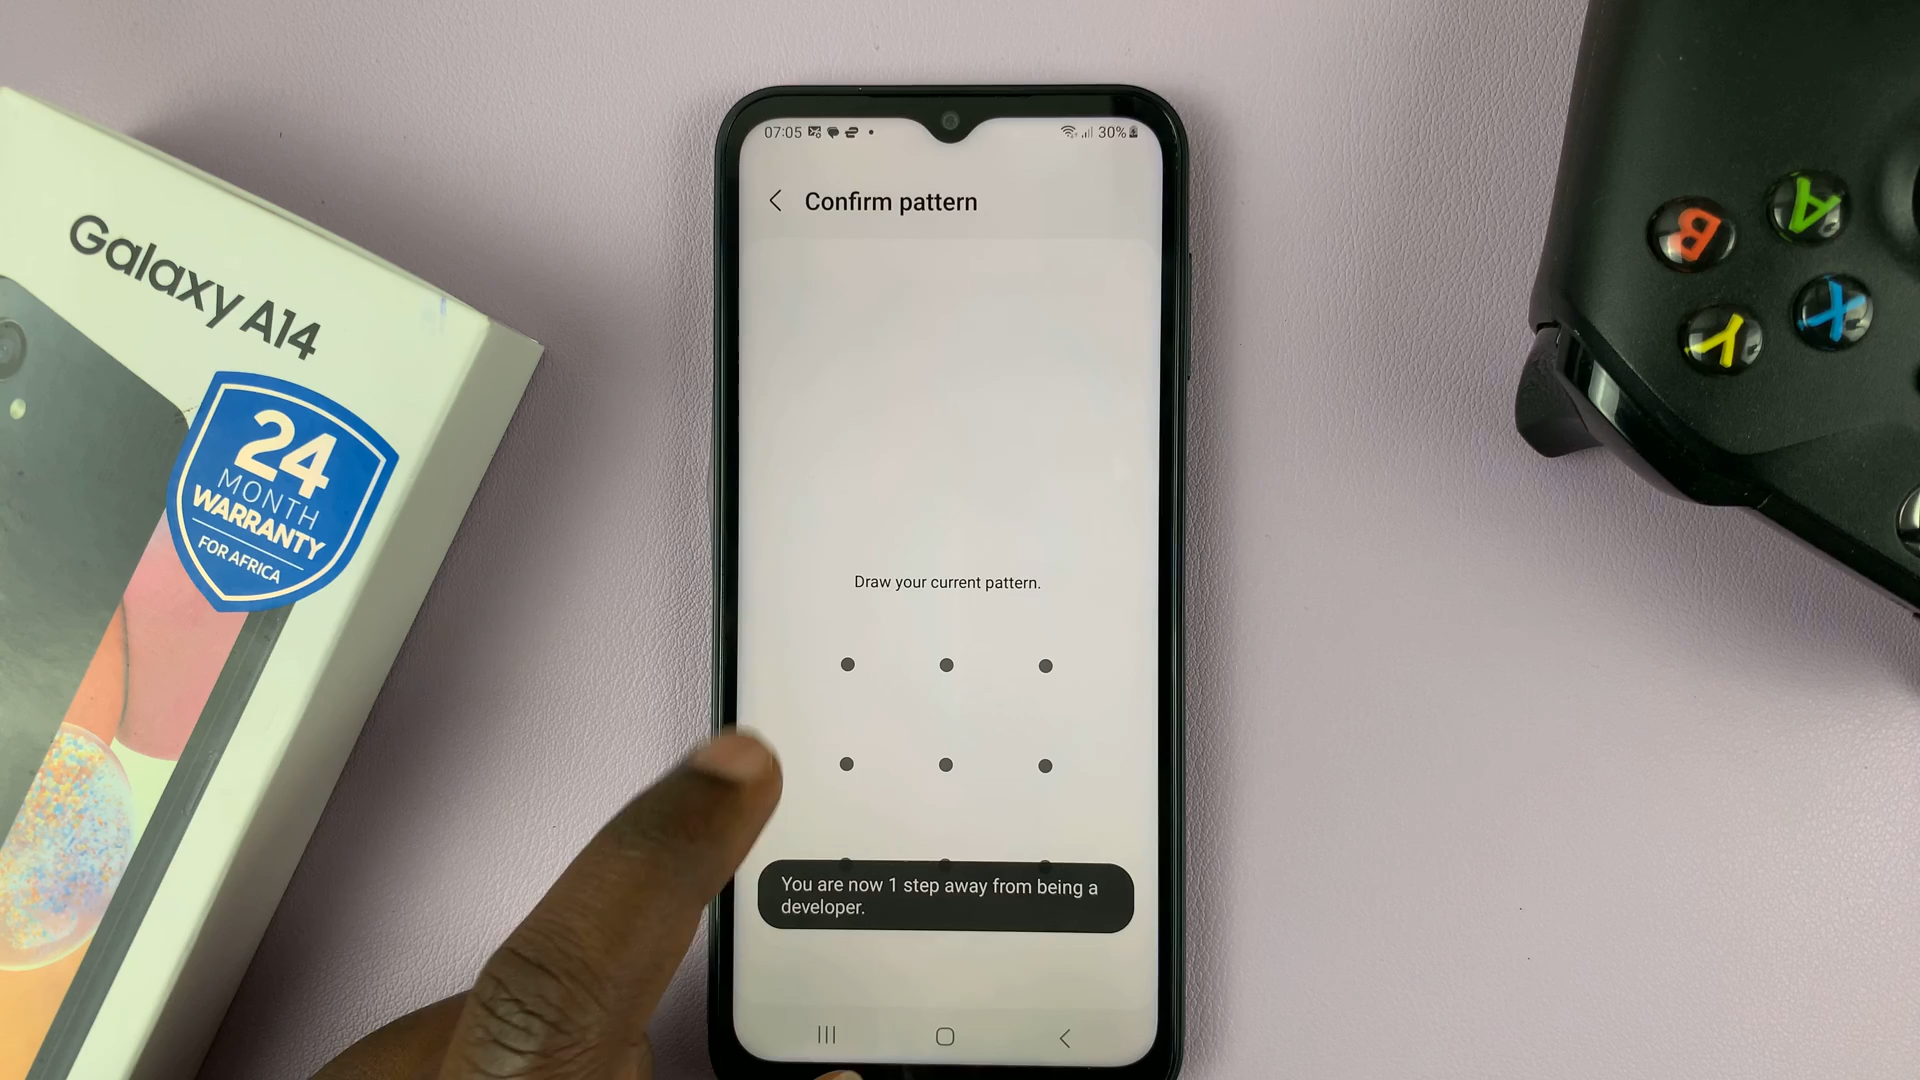 Galaxy A14
24
MONTH
WARRANTY
FOR AFRICA
07:05
30%
Confirm pattern
Draw your current pattern.
You are now 1 step away from being a
developer.
B
A
Y
X